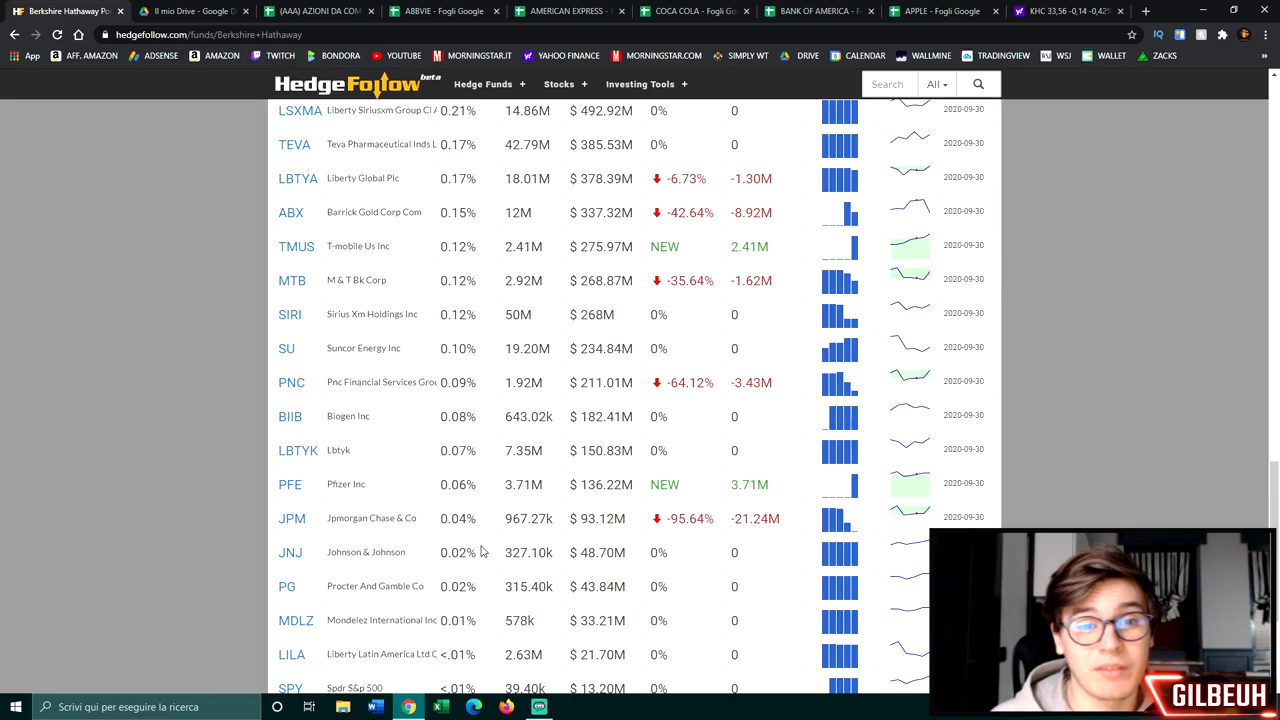 Il mio Drive - Google D
(AAA) AZIONI DA COM
ABBVIE - Fogli Google
AMERICAN EXPRESS -
COCA COLA - Fogli Go
BANK OF AMERICA - F
APPLE - Fogli Google
KHC 33,56 -0,14 -0,42%
hedgefollow.com/funds/Berkshire+Hathaway
App AFF. AMAZON ADSENSE AMAZON TWITCH BONDORA YOUTUBE MORNINGSTAR.IT YAHOO FINANCE MORNINGSTAR.COM SIMPLY WT DRIVE CALENDAR WALLMINE TRADINGVIEW WSJ WALLET ZACKS »
HedgeFollow beta Hedge Funds + Stocks + Investing Tools + Search All
LSXMA Liberty Siriusxm Group Cl 0.21% 14.86M $ 492.92M 0% 0 2020-09-30
TEVA Teva Pharmaceutical Inds L 0.17% 42.79M $ 385.53M 0% 0 2020-09-30
LBTYA Liberty Global Plc 0.17% 18.01M $ 378.39M -6.73% -1.30M 2020-09-30
ABX Barrick Gold Corp Com 0.15% 12M $ 337.32M -42.64% -8.92M 2020-09-30
TMUS T-mobile Us Inc 0.12% 2.41M $ 275.97M NEW 2.41M 2020-09-30
MTB M & T Bk Corp 0.12% 2.92M $ 268.87M -35.64% -1.62M 2020-09-30
SIRI Sirius Xm Holdings Inc 0.12% 50M $ 268M 0% 0 2020-09-30
SU Suncor Energy Inc 0.10% 19.20M $ 234.84M 0% 0 2020-09-30
PNC Pnc Financial Services Grou 0.09% 1.92M $ 211.01M -64.12% -3.43M 2020-09-30
BIIB Biogen Inc 0.08% 643.02k $ 182.41M 0% 0 2020-09-30
LBTYK Lbtyk 0.07% 7.35M $ 150.83M 0% 0 2020-09-30
PFE Pfizer Inc 0.06% 3.71M $ 136.22M NEW 3.71M 2020-09-30
JPM Jpmorgan Chase & Co 0.04% 967.27k $ 93.12M -95.64% -21.24M 2020-09-30
JNJ Johnson & Johnson 0.02% 327.10k $ 48.70M 0% 0
PG Procter And Gamble Co 0.02% 315.40k $ 43.84M 0% 0
MDLZ Mondelez International Inc 0.01% 578k $ 33.21M 0% 0
LILA Liberty Latin America Ltd C <.01% 2.63M $ 21.70M 0% 0
SPY Spdr S&p 500 <.01% 39.40k $ 13.20M 0% 0
GILBEUH
Scrivi qui per eseguire la ricerca